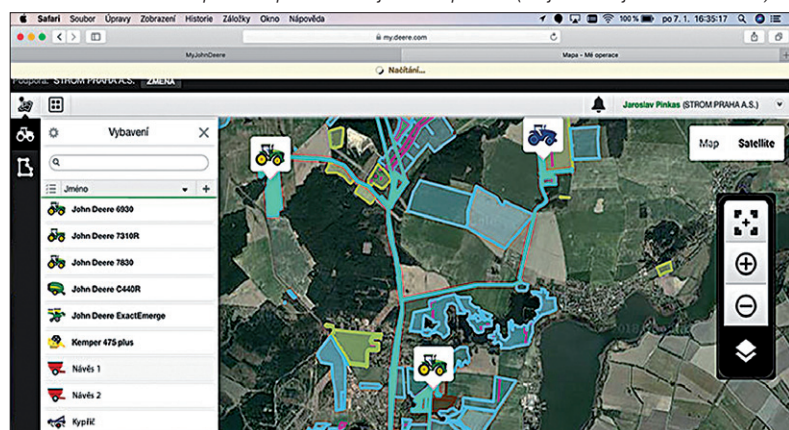 Safari Soubor Úpravy Zobrazení Historie Záložky Okno Nápověda
100 % po 7. 1. 16:35:17
my.deere.com
MyJohnDeere
Mapa - Mé operace
Načítání...
Podpora: STROM PRAHA A.S. ZMĚNA
Jaroslav Pinkas (STROM PRAHA A.S.)
Vybavení
Map Satellite
Jméno
John Deere 6930
John Deere 7310R
John Deere 7830
John Deere C440R
John Deere ExactEmerge
Kemper 475 plus
Návěs 1
Návěs 2
Kypřič